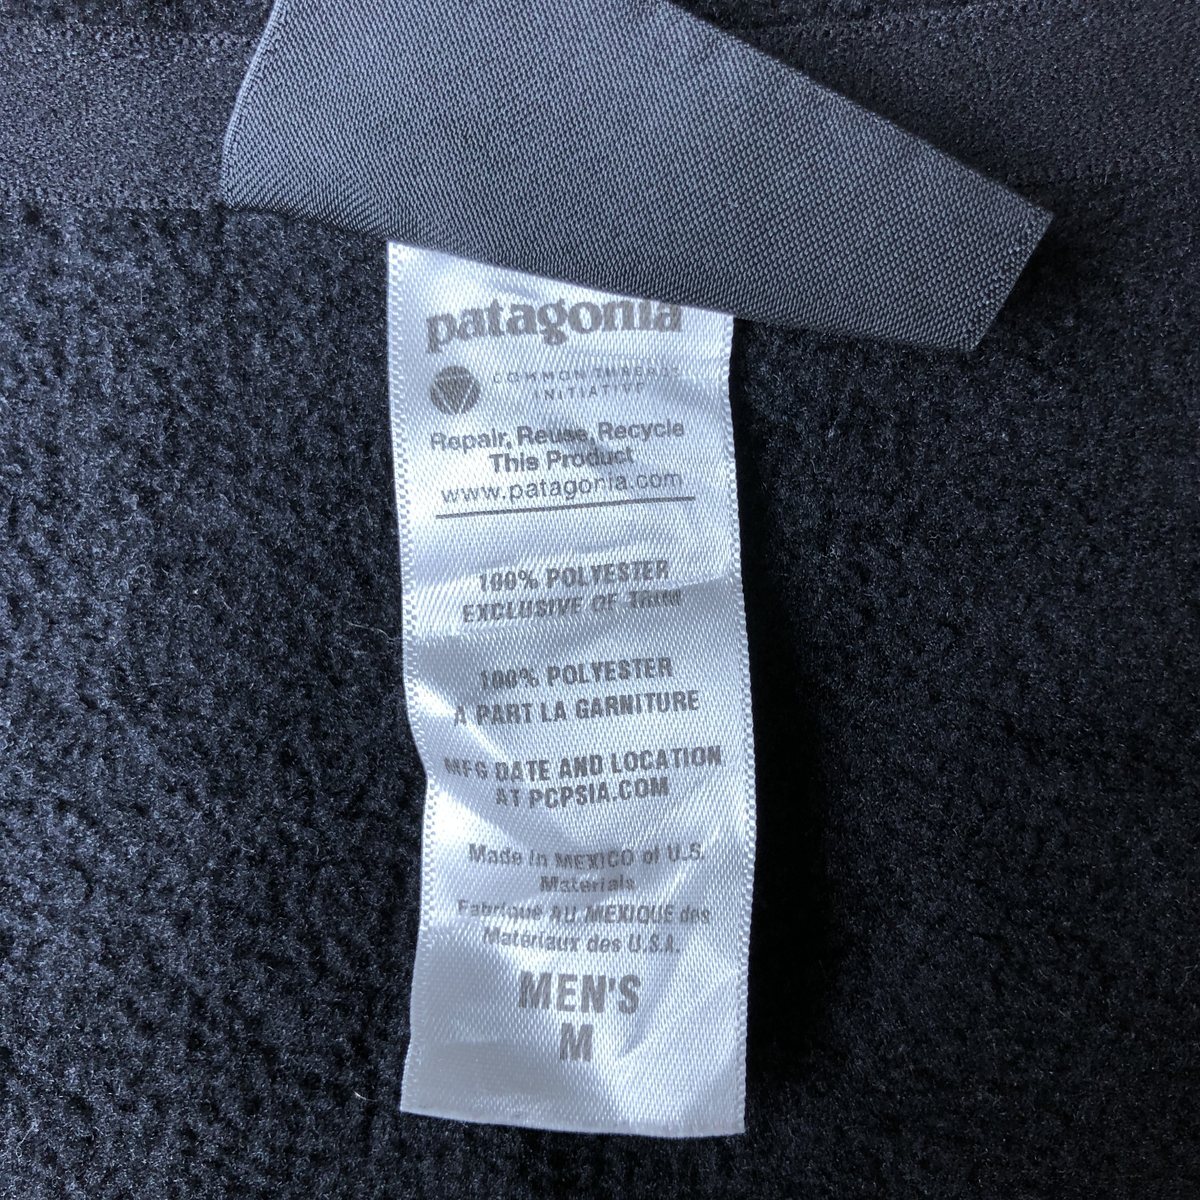 patagonia
COMMON THREADS
INITIATIVE
Repair, Reuse, Recycle
This Product
www.patagonia.com
100% POLYESTER
EXCLUSIVE OF TRIM
100% POLYESTER
A PART LA GARNITURE
MFG DATE AND LOCATION
AT PCPSIA.COM
Made in MEXICO of U.S.
Materials
Fabriqué AU MEXIQUE des
Matériaux des U.S.A.
MEN'S
M